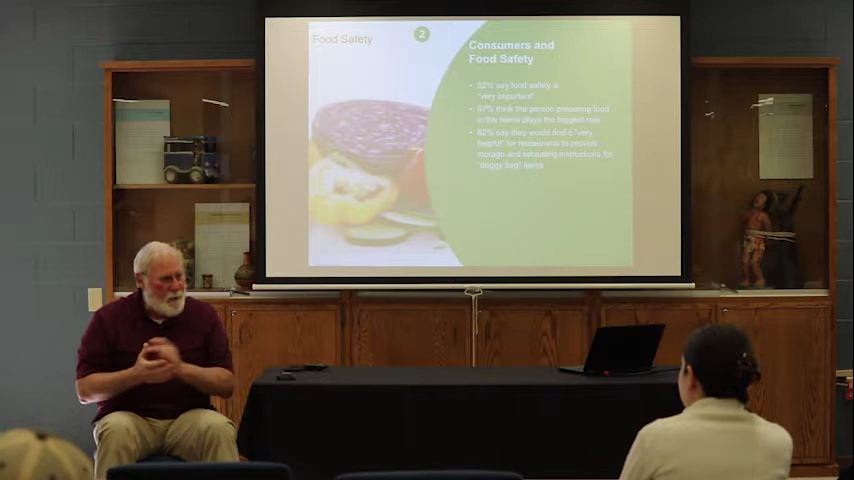 Food Safety
2
Consumers and
Food Safety
• 82% say food safety is
"very important"
• 97% think the person preparing food
in the home plays the biggest role
• 62% say they would find it "very
helpful" for restaurants to provide
storage and reheating instructions for
"doggy bag" items